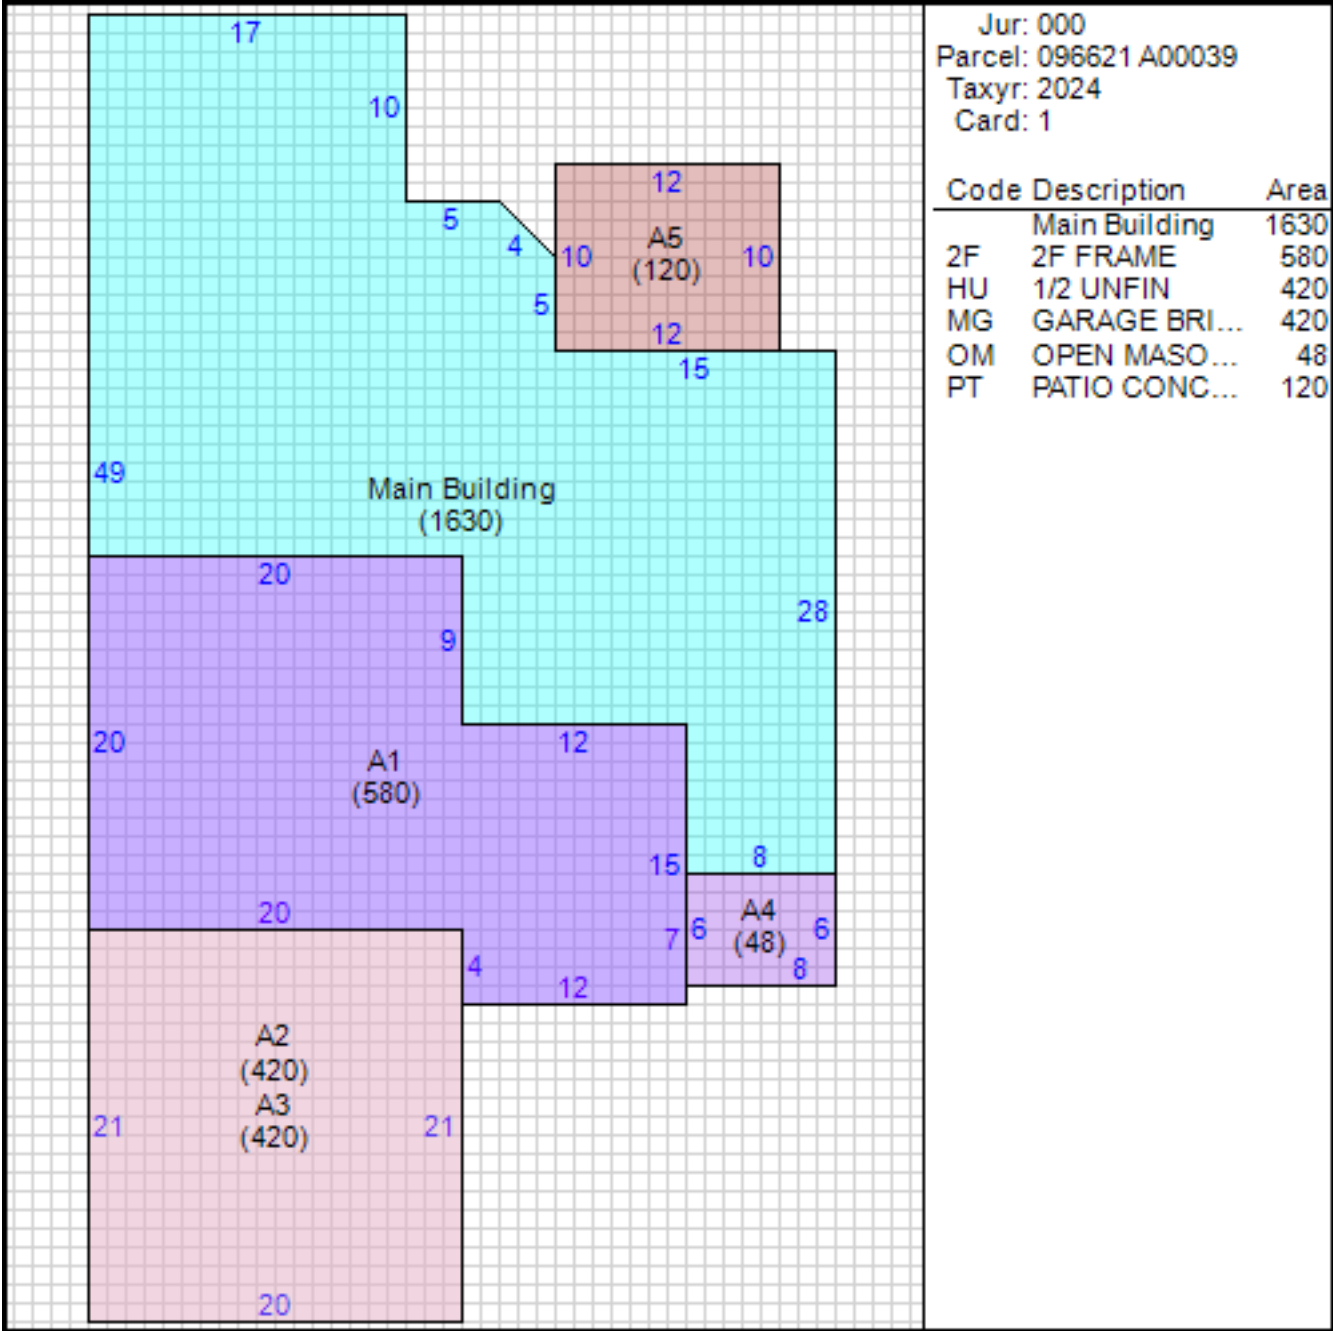 17
10
5
4
5
12
A5
(120)
10
10
12
15
49
Main Building
(1630)
28
20
9
20
A1
(580)
12
15
8
20
4
12
7
A4
(48)
6
6
8
A2
(420)
A3
(420)
21
21
20
Jur: 000
Parcel: 096621 A00039
Taxyr: 2024
Card: 1
Code Description Area
Main Building 1630
2F 2F FRAME 580
HU 1/2 UNFIN 420
MG GARAGE BRI... 420
OM OPEN MASO... 48
PT PATIO CONC... 120